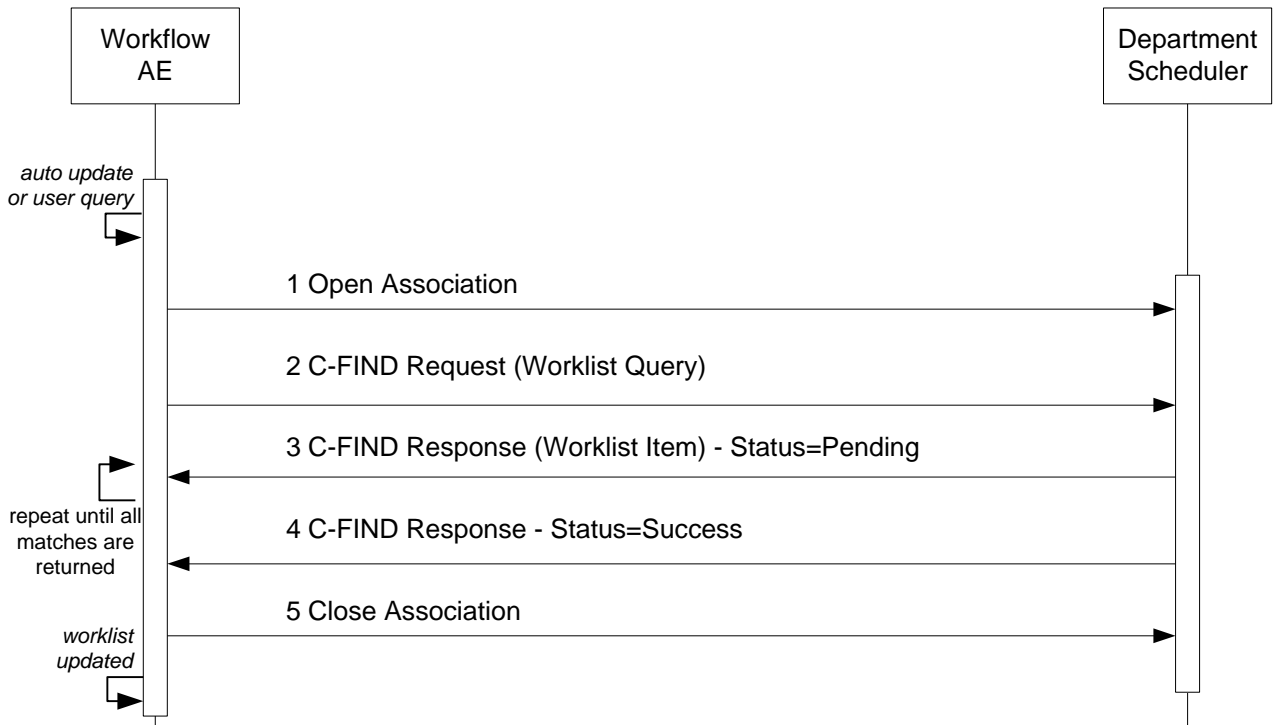 Workflow
AE
Department
Scheduler
auto update
or user query
1 Open Association
2 C-FIND Request (Worklist Query)
3 C-FIND Response (Worklist Item) - Status=Pending
repeat until all
matches are
returned
4 C-FIND Response - Status=Success
5 Close Association
worklist
updated